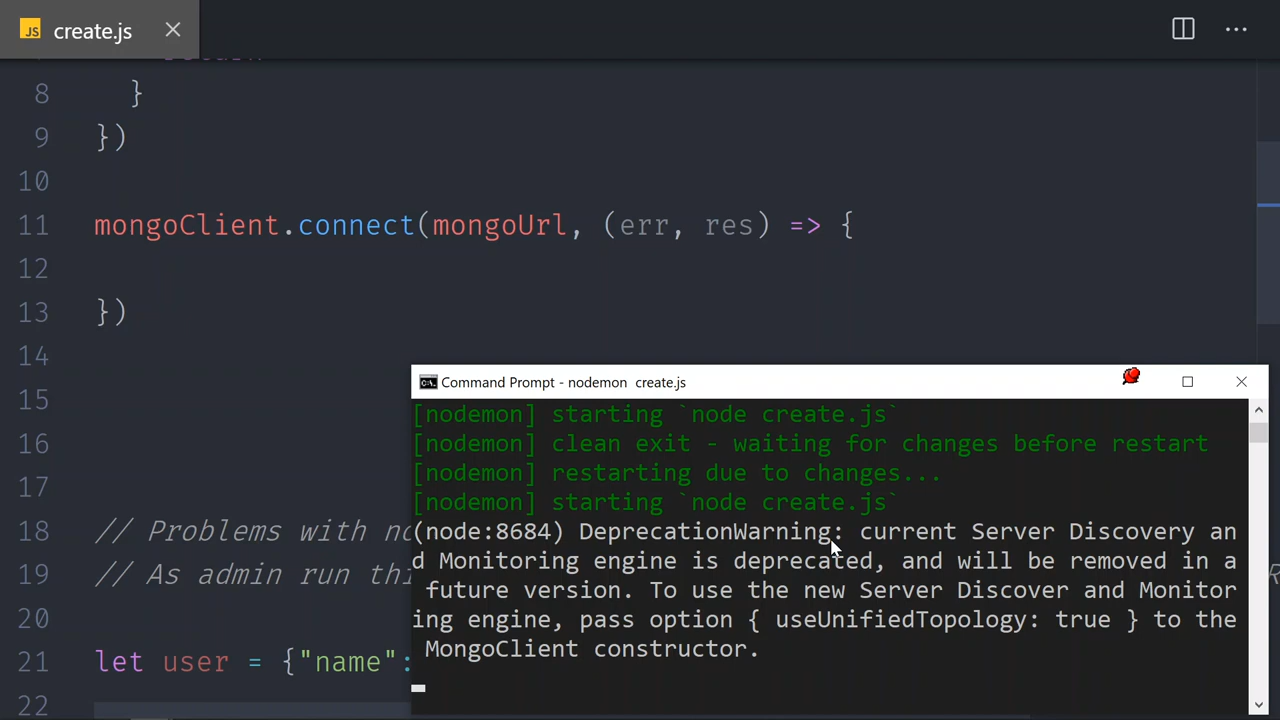 JS create.js
8 }
9 })
10
11 mongoClient.connect(mongoUrl, (err, res) => {
12
13 })
14
15
16
17
18 // Problems with no
19 // As admin run thi
20
21 let user = {"name":
22
Command Prompt - nodemon create.js
[nodemon] starting `node create.js`
[nodemon] clean exit - waiting for changes before restart
[nodemon] restarting due to changes...
[nodemon] starting `node create.js`
(node:8684) DeprecationWarning: current Server Discovery an
d Monitoring engine is deprecated, and will be removed in a
future version. To use the new Server Discover and Monitor
ing engine, pass option { useUnifiedTopology: true } to the
MongoClient constructor.